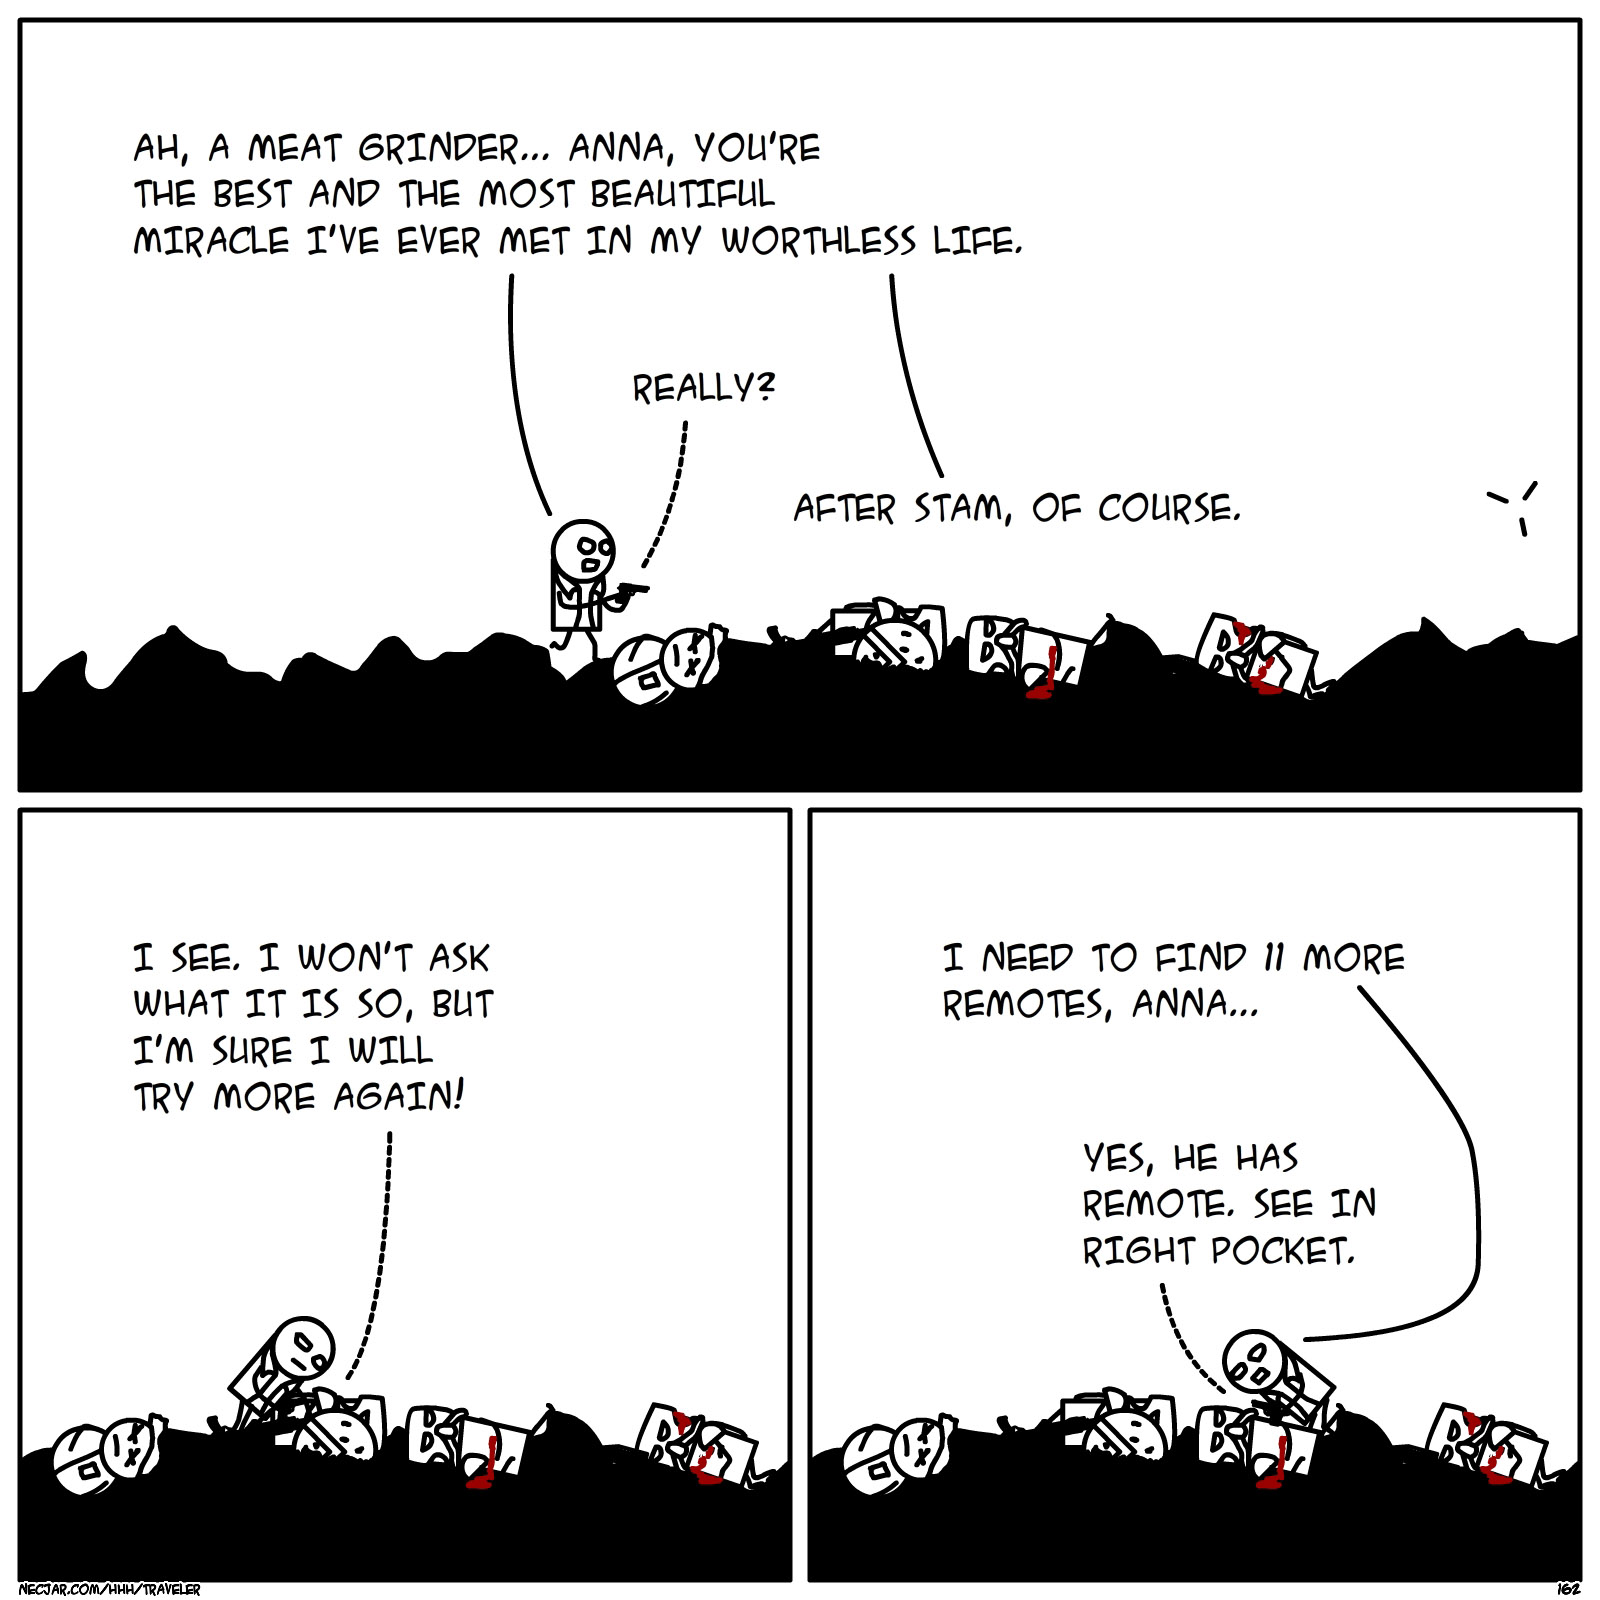 AH, A MEAT GRINDER... ANNA, YOU'RE
THE BEST AND THE MOST BEAUTIFUL
MIRACLE I'VE EVER MET IN MY WORTHLESS LIFE.
REALLY?
AFTER STAM, OF COURSE.
I SEE. I WON'T ASK
WHAT IT IS SO, BUT
I'M SURE I WILL
TRY MORE AGAIN!
I NEED TO FIND 11 MORE
REMOTES, ANNA...
YES, HE HAS
REMOTE. SEE IN
RIGHT POCKET.
NECJAR.COM/HHH/TRAVELER
162